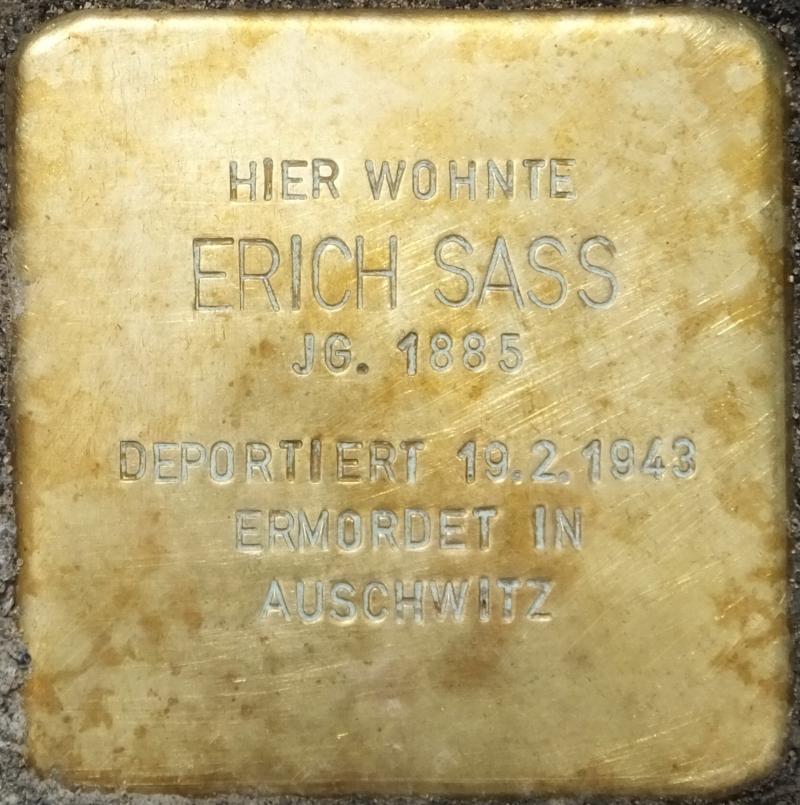 HIER WOHNTE
ERICH SASS
JG. 1885
DEPORTIERT 19.2.1943
ERMORDET IN
AUSCHWITZ